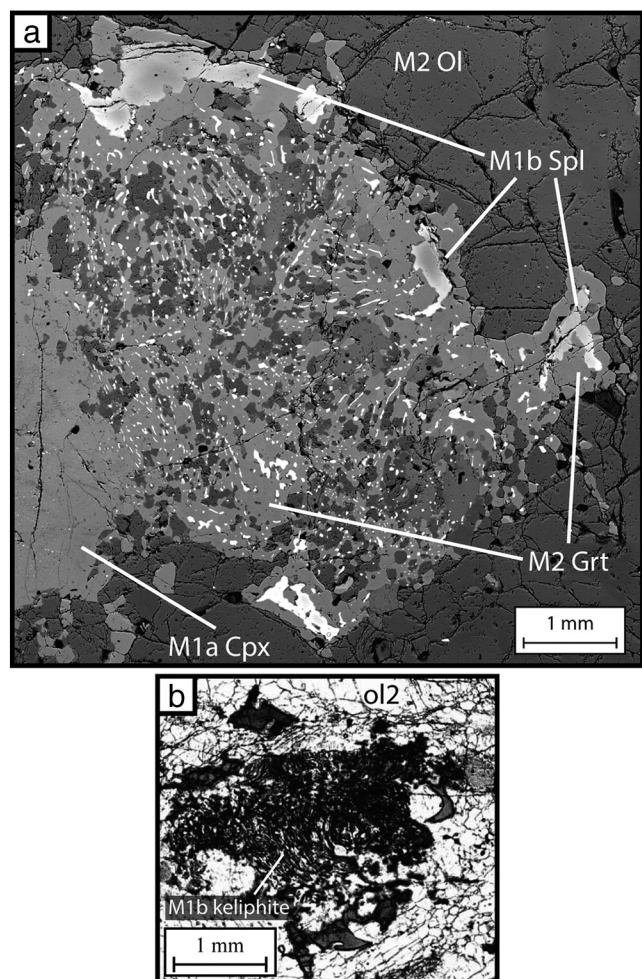 a
M2 Ol
M1b Spl
M2 Grt
M1a Cpx
1 mm
b
ol2
M1b keliphite
1 mm